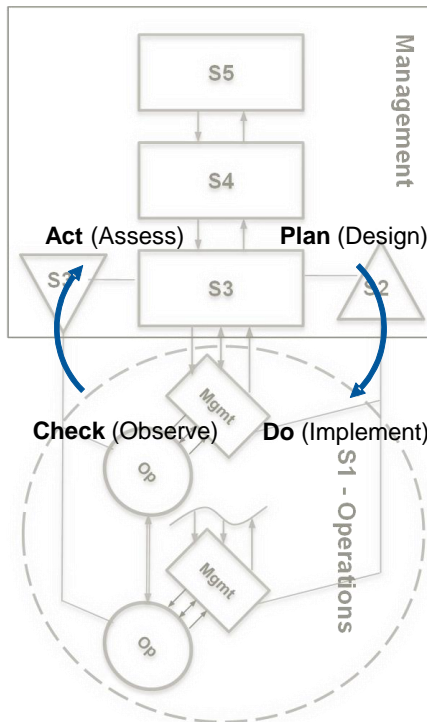 Management
S5
S4
Act (Assess)
Plan (Design)
S3
S3
S2
Mgmt
Check (Observe)
Do (Implement)
Op
S1 - Operations
Mgmt
Op